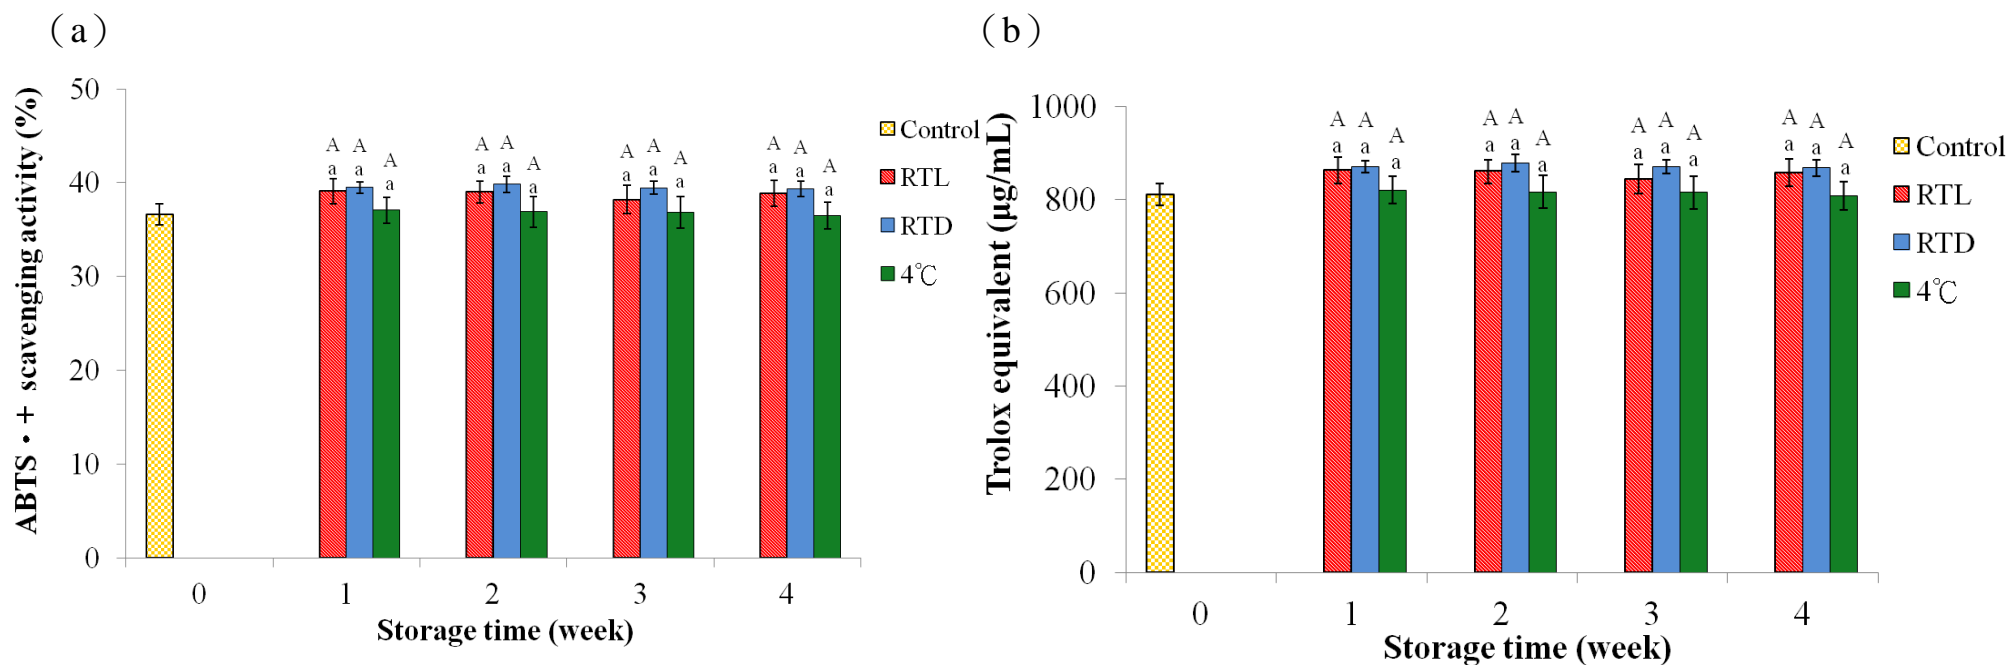 (a)
ABTS • + scavenging activity (%)
50
40
30
20
10
0
A A A A A A A A A A A A
a a a a a a a a a a a a
0 1 2 3 4
Storage time (week)
Control
RTL
RTD
4℃
(b)
Trolox equivalent (μg/mL)
1000
800
600
400
200
0
A A A A A A A A A A A A
a a a a a a a a a a a a
0 1 2 3 4
Storage time (week)
Control
RTL
RTD
4℃